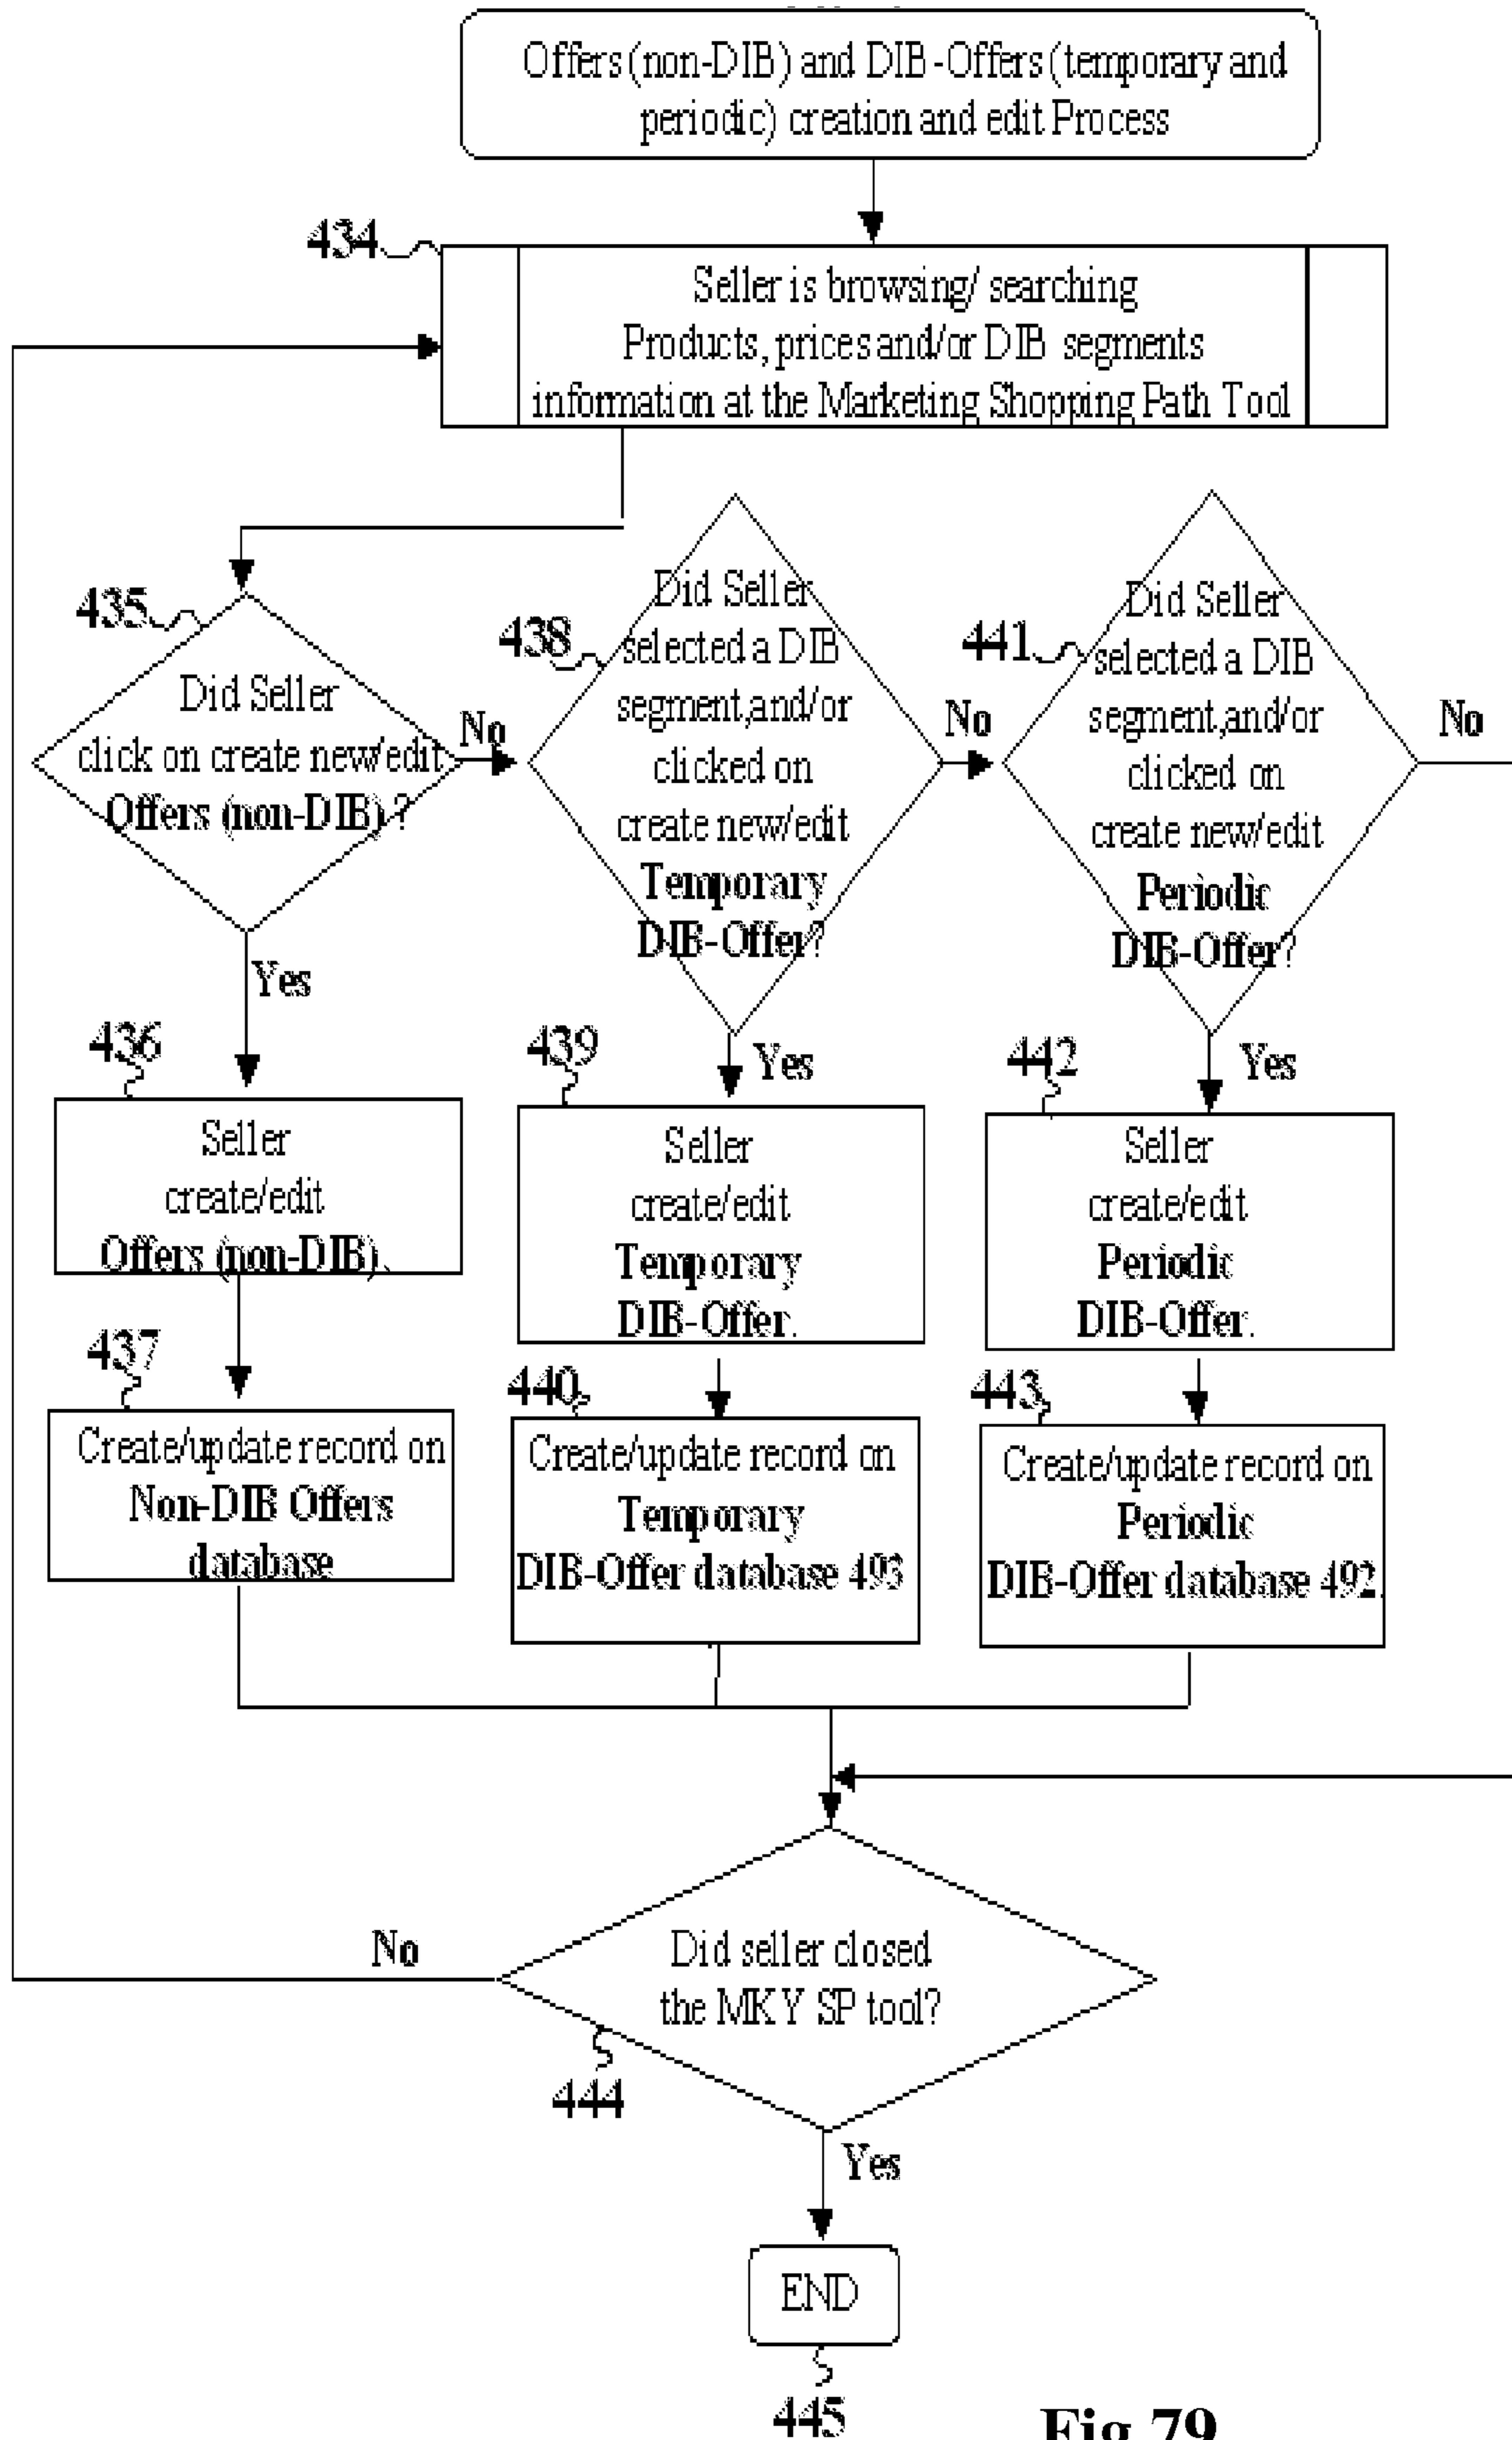 Offers (non-DIB) and DIB-Offers (temporary and
periodic) creation and edit Process
434
Seller is browsing/ searching
Products, prices and/or DIB segments
information at the Marketing Shopping Path Tool
435
Did Seller
click on create new/edit
Offers (non-DIB)?
No
438
Did Seller
selected a DIB
segment,and/or
clicked on
create new/edit
Temporary
DIB-Offer?
No
441
Did Seller
selected a DIB
segment,and/or
clicked on
create new/edit
Periodic
DIB-Offer?
No
Yes
Yes
Yes
436
Seller
create/edit
Offers (non-DIB).
439
Seller
create/edit
Temporary
DIB-Offer.
442
Seller
create/edit
Periodic
DIB-Offer.
437
Create/update record on
Non-DIB Offers
database
440
Create/update record on
Temporary
DIB-Offer database 493
443
Create/update record on
Periodic
DIB-Offer database 492.
No
Did seller closed
the MKY SP tool?
444
Yes
END
445
Fig 79